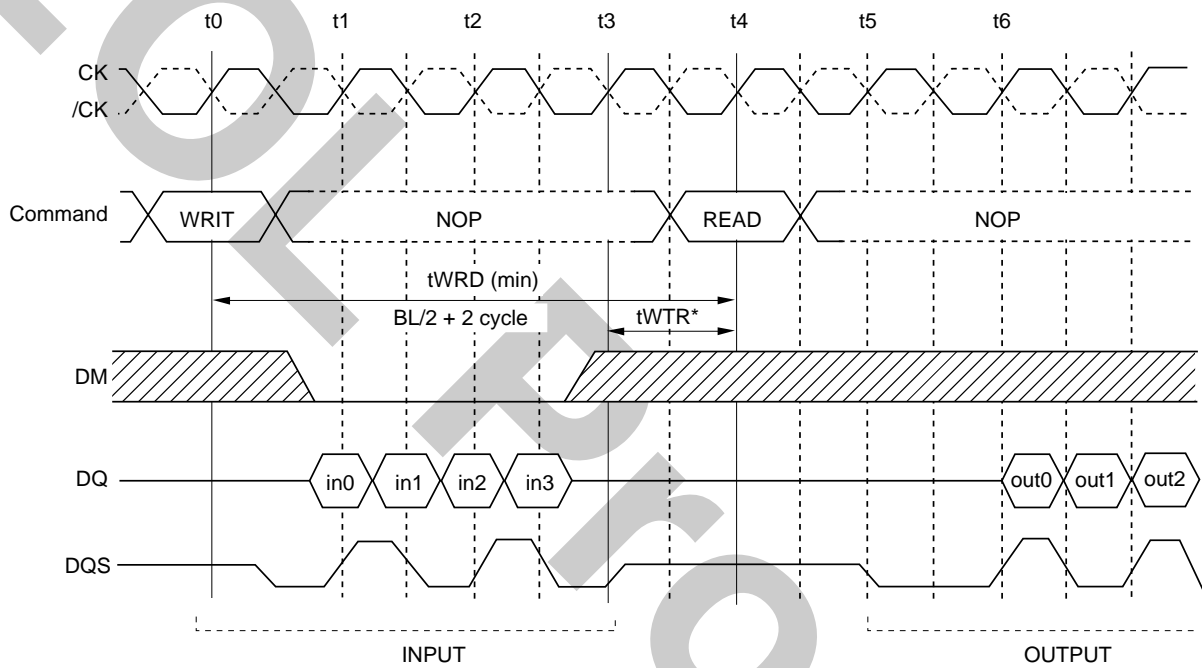 t0 t1 t2 t3 t4 t5 t6
CK
/CK
Command WRIT NOP READ NOP
tWRD (min)
BL/2 + 2 cycle tWTR*
DM
DQ in0 in1 in2 in3 out0 out1 out2
DQS
INPUT OUTPUT